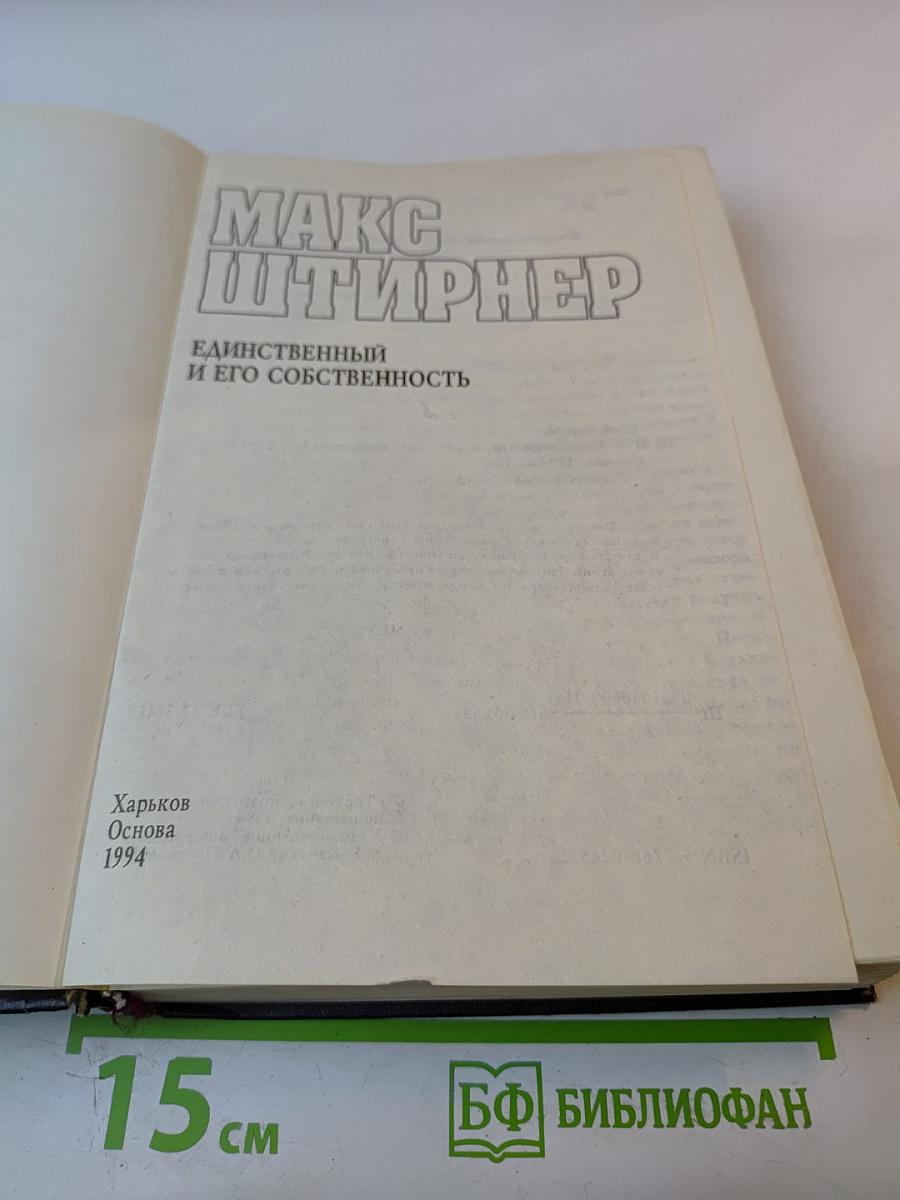 МАКС
ШТИРНЕР
ЕДИНСТВЕННЫЙ
И ЕГО СОБСТВЕННОСТЬ
Харьков
Основа
1994
15 см
БФ БИБЛИОФАН